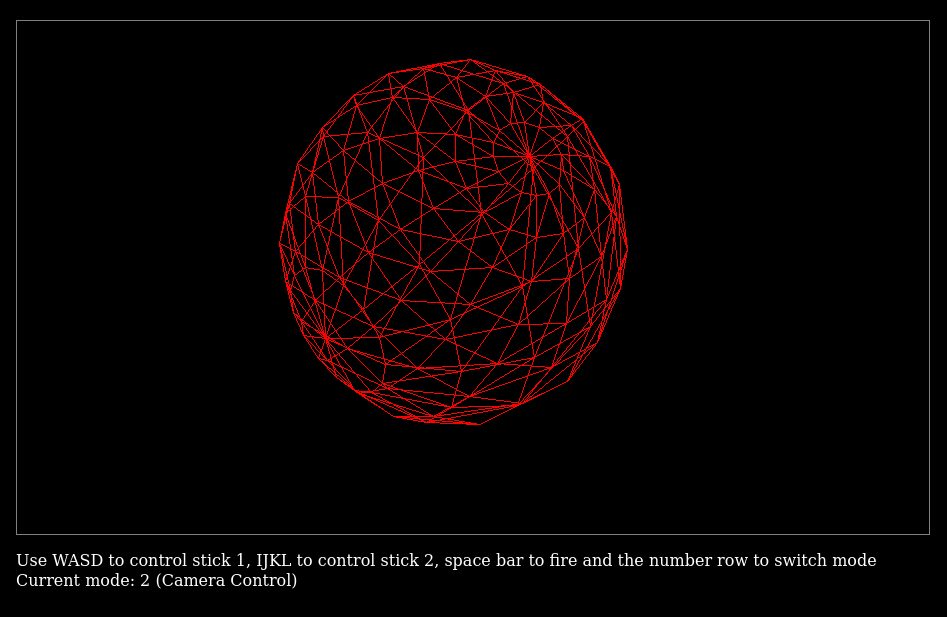 Use WASD to control stick 1, IJKL to control stick 2, space bar to fire and the number row to switch mode
Current mode: 2 (Camera Control)